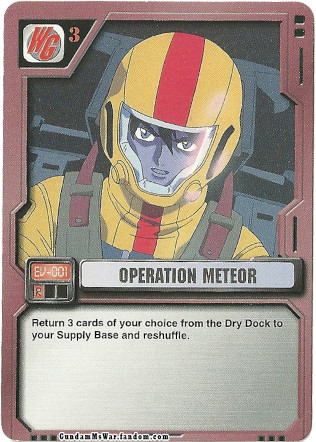 WG 3
EV-001
R
OPERATION METEOR
Return 3 cards of your choice from the Dry Dock to
your Supply Base and reshuffle.
GundamMsWar.fandom.com